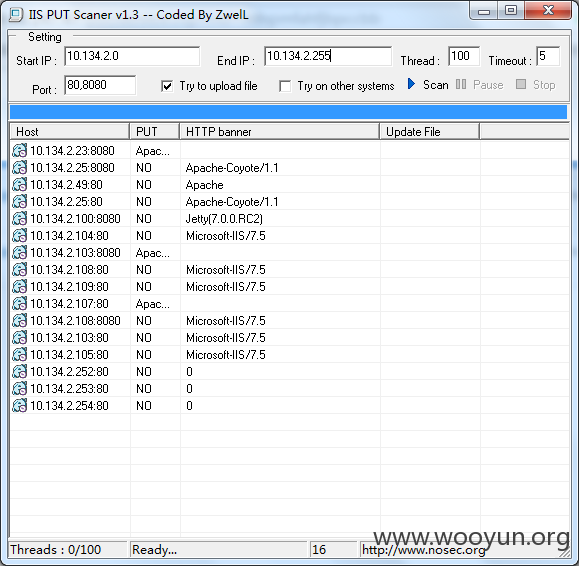 IIS PUT Scaner v1.3 -- Coded By ZwelL
Setting
Start IP : 10.134.2.0 End IP : 10.134.2.255 Thread : 100 Timeout : 5
Port : 80,8080 Try to upload file Try on other systems Scan Pause Stop
Host PUT HTTP banner Update File
10.134.2.23:8080 Apac...
10.134.2.25:8080 NO Apache-Coyote/1.1
10.134.2.49:80 NO Apache
10.134.2.25:80 NO Apache-Coyote/1.1
10.134.2.100:8080 NO Jetty(7.0.0.RC2)
10.134.2.104:80 NO Microsoft-IIS/7.5
10.134.2.103:8080 Apac...
10.134.2.108:80 NO Microsoft-IIS/7.5
10.134.2.109:80 NO Microsoft-IIS/7.5
10.134.2.107:80 Apac...
10.134.2.108:8080 NO Microsoft-IIS/7.5
10.134.2.103:80 NO Microsoft-IIS/7.5
10.134.2.105:80 NO Microsoft-IIS/7.5
10.134.2.252:80 NO 0
10.134.2.253:80 NO 0
10.134.2.254:80 NO 0
www.wooyun.org
Threads : 0/100 Ready... 16 http://www.nosec.org